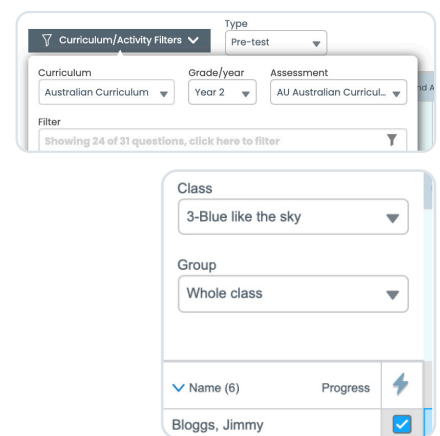 Type
Curriculum/Activity Filters
Pre-test
Curriculum Grade/year Assessment
Australian Curriculum Year 2 AU Australian Curricul...
nd A
Filter
Showing 24 of 31 questions, click here to filter
Class
3-Blue like the sky
Group
Whole class
Name (6) Progress
Bloggs, Jimmy